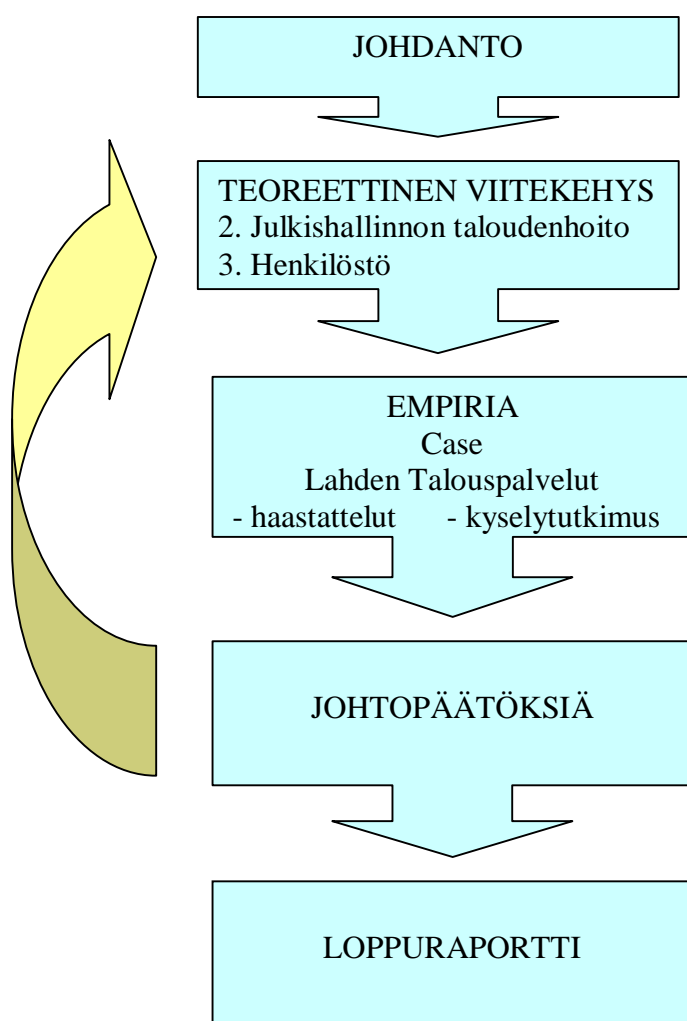 JOHDANTO
TEOREETTINEN VIITEKEHYS
2. Julkishallinnon taloudenhoito
3. Henkilöstö
EMPIRIA
Case
Lahden Talouspalvelut
- haastattelut - kyselytutkimus
JOHTOPÄÄTÖKSIÄ
LOPPURAPORTTI